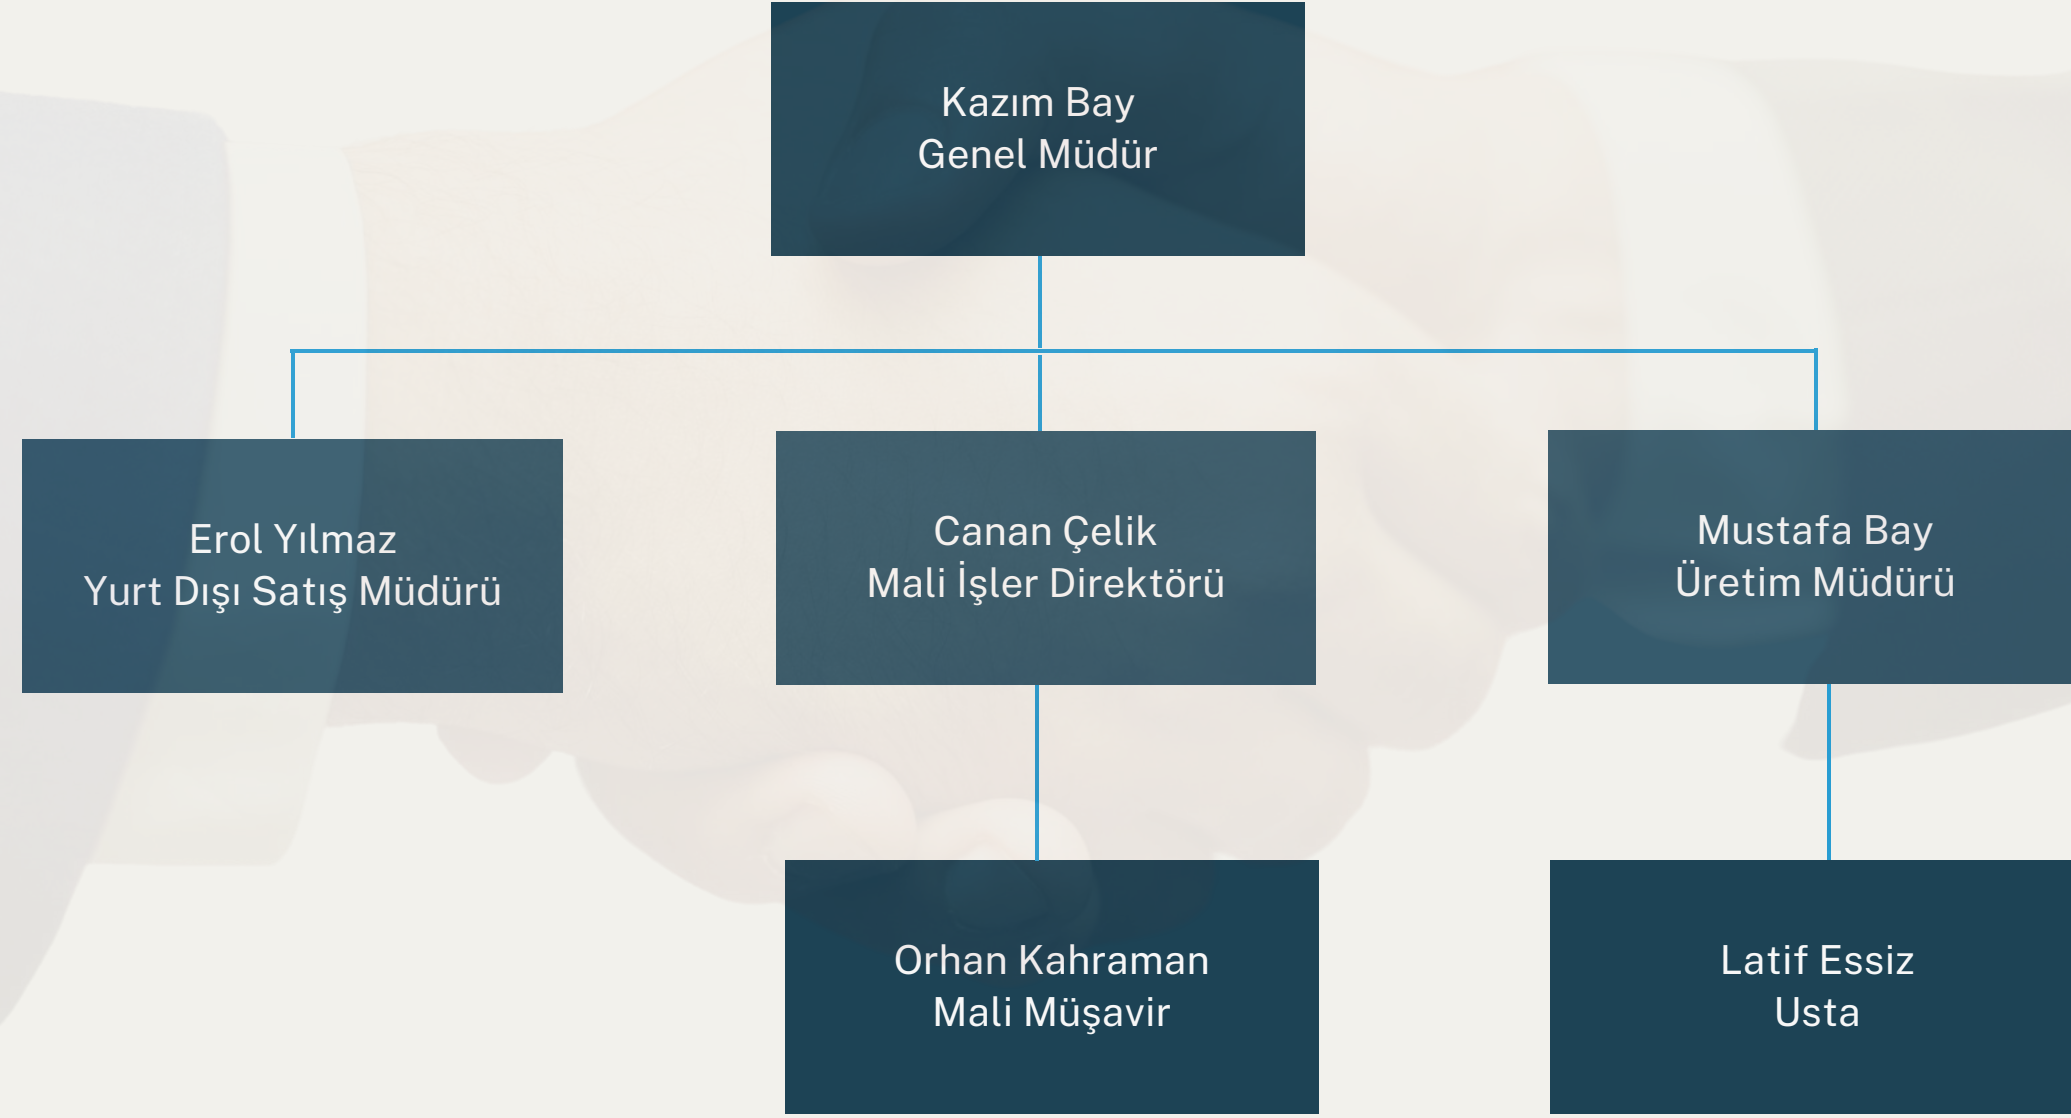 Kazım Bay
Genel Müdür
Erol Yılmaz
Yurt Dışı Satış Müdürü
Canan Çelik
Mali İşler Direktörü
Mustafa Bay
Üretim Müdürü
Orhan Kahraman
Mali Müşavir
Latif Essiz
Usta